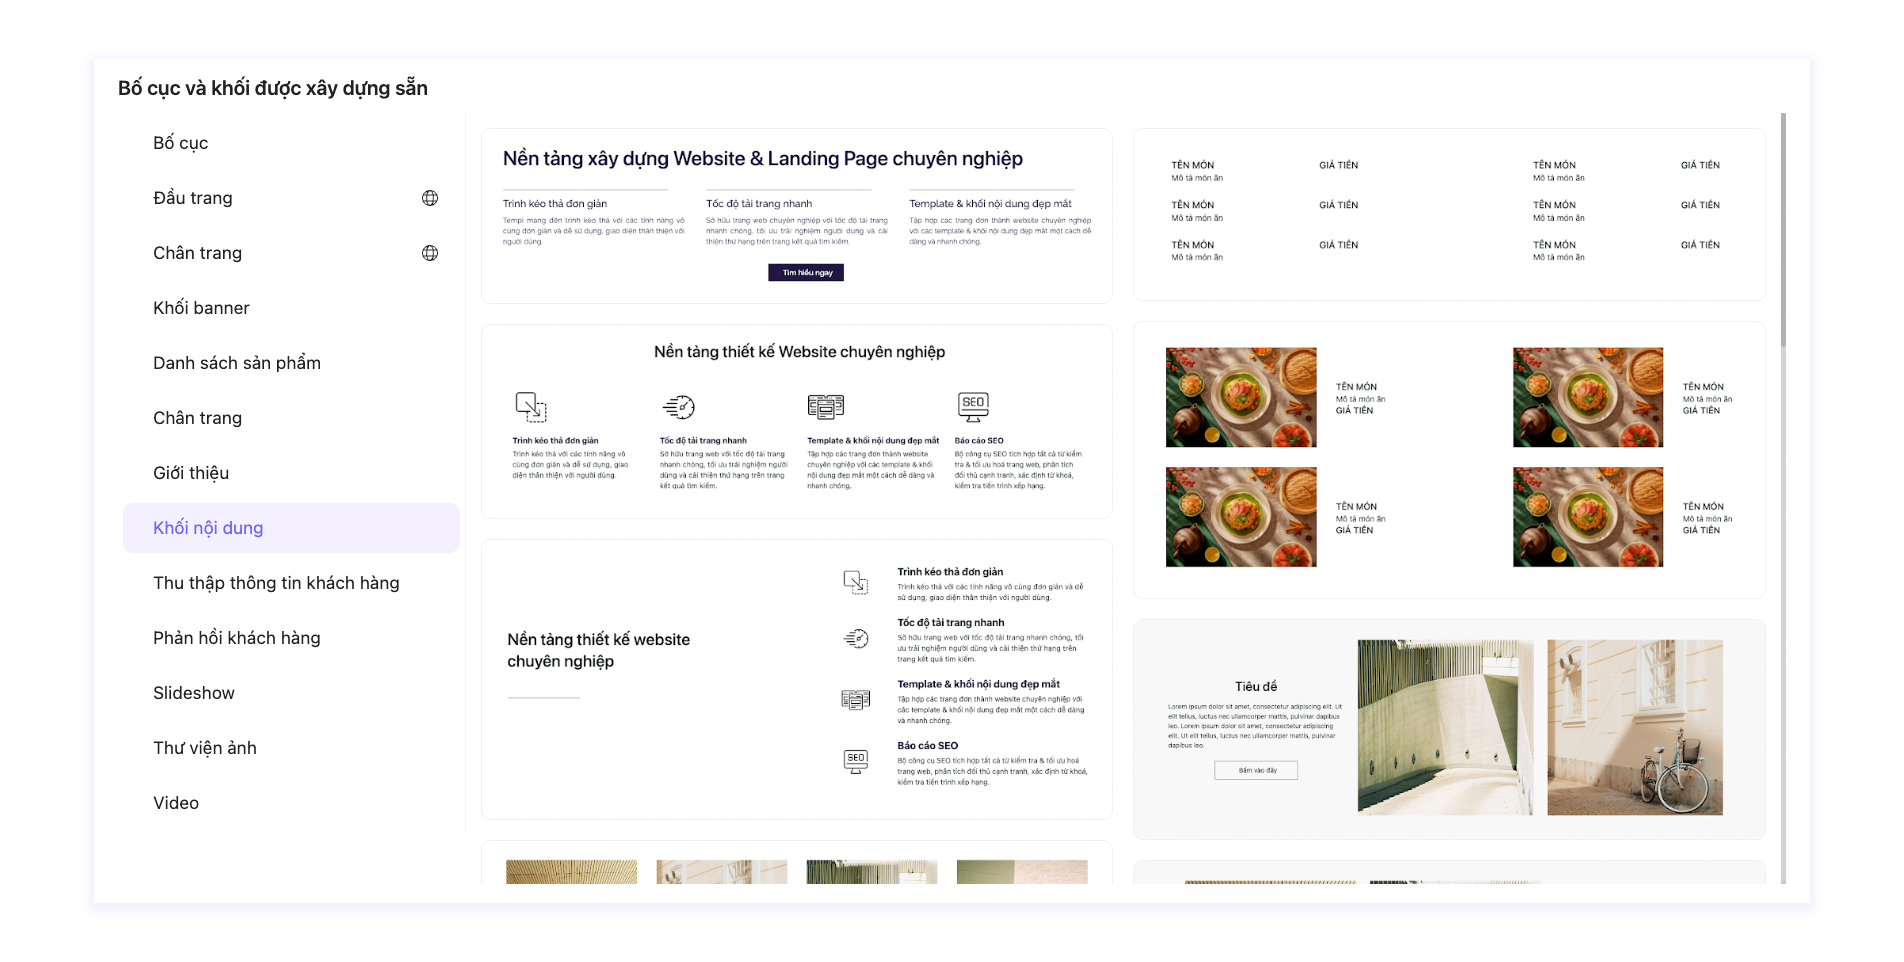 Bố cục và khối được xây dựng sẵn
Bố cục
Đầu trang
Chân trang
Khối banner
Danh sách sản phẩm
Chân trang
Giới thiệu
Khối nội dung
Thu thập thông tin khách hàng
Phản hồi khách hàng
Slideshow
Thư viện ảnh
Video
Nền tảng xây dựng Website & Landing Page chuyên nghiệp
Trình kéo thả đơn giản
Tempi mang đến trình kéo thả với các tính năng vô
cùng đơn giản và dễ sử dụng, giao diện thân thiện với
người dùng.
Tốc độ tải trang nhanh
Sở hữu trang web chuyên nghiệp với tốc độ tải trang
nhanh chóng, tối ưu trải nghiệm người dùng và cải
thiện thứ hạng trên trang kết quả tìm kiếm.
Template & khối nội dung đẹp mắt
Tập hợp các trang đơn thành website chuyên nghiệp
với các template & khối nội dung đẹp mắt một cách dễ
dàng và nhanh chóng.
Tìm hiểu ngay
Nền tảng thiết kế Website chuyên nghiệp
Trình kéo thả đơn giản
Trình kéo thả với các tính năng vô
cùng đơn giản và dễ sử dụng, giao
diện thân thiện với người dùng.
Tốc độ tải trang nhanh
Sở hữu trang web với tốc độ tải trang
nhanh chóng, tối ưu trải nghiệm người
dùng và cải thiện thứ hạng trên trang
kết quả tìm kiếm.
Template & khối nội dung đẹp mắt
Tập hợp các trang đơn thành website
chuyên nghiệp với các template & khối
nội dung đẹp mắt một cách dễ dàng và
nhanh chóng.
SEO
Báo cáo SEO
Bộ công cụ SEO tích hợp tất cả từ kiểm
tra & tối ưu hoá trang web, phân tích
đối thủ cạnh tranh, xác định từ khoá,
kiểm tra tiến trình xếp hạng.
Nền tảng thiết kế website
chuyên nghiệp
Trình kéo thả đơn giản
Trình kéo thả với các tính năng vô cùng đơn giản và dễ
sử dụng, giao diện thân thiện với người dùng.
Tốc độ tải trang nhanh
Sở hữu trang web với tốc độ tải trang nhanh chóng, tối
ưu trải nghiệm người dùng và cải thiện thứ hạng trên
trang kết quả tìm kiếm.
Template & khối nội dung đẹp mắt
Tập hợp các trang đơn thành website chuyên nghiệp với
các template & khối nội dung đẹp mắt một cách dễ dàng
và nhanh chóng.
SEO
Báo cáo SEO
Bộ công cụ SEO tích hợp tất cả từ kiểm tra & tối ưu hoá
trang web, phân tích đối thủ cạnh tranh, xác định từ khoá,
kiểm tra tiến trình xếp hạng.
TÊN MÓN GIÁ TIỀN TÊN MÓN GIÁ TIỀN
Mô tả món ăn Mô tả món ăn
TÊN MÓN GIÁ TIỀN TÊN MÓN GIÁ TIỀN
Mô tả món ăn Mô tả món ăn
TÊN MÓN GIÁ TIỀN TÊN MÓN GIÁ TIỀN
Mô tả món ăn Mô tả món ăn
TÊN MÓN
Mô tả món ăn
GIÁ TIỀN
TÊN MÓN
Mô tả món ăn
GIÁ TIỀN
TÊN MÓN
Mô tả món ăn
GIÁ TIỀN
TÊN MÓN
Mô tả món ăn
GIÁ TIỀN
Tiêu đề
Lorem ipsum dolor sit amet, consectetur adipiscing elit. Ut
elit tellus, luctus nec ullamcorper mattis, pulvinar dapibus
leo. Lorem ipsum dolor sit amet, consectetur adipiscing
elit. Ut elit tellus, luctus nec ullamcorper mattis, pulvinar
dapibus leo.
Bấm vào đây